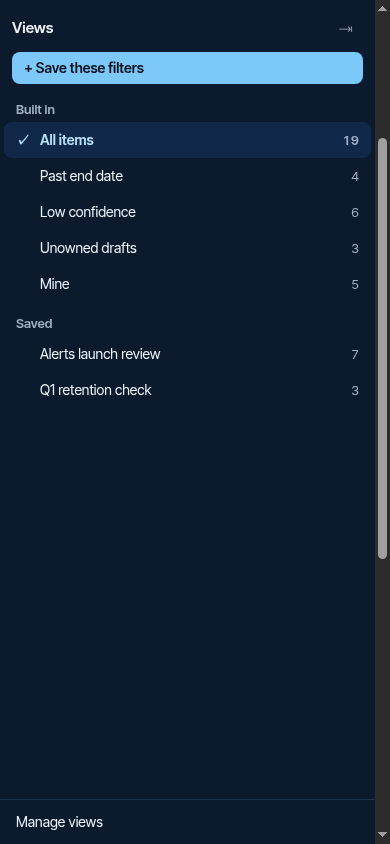 Views
+ Save these filters
Built in
✓ All items 19
Past end date 4
Low confidence 6
Unowned drafts 3
Mine 5
Saved
Alerts launch review 7
Q1 retention check 3
Manage views